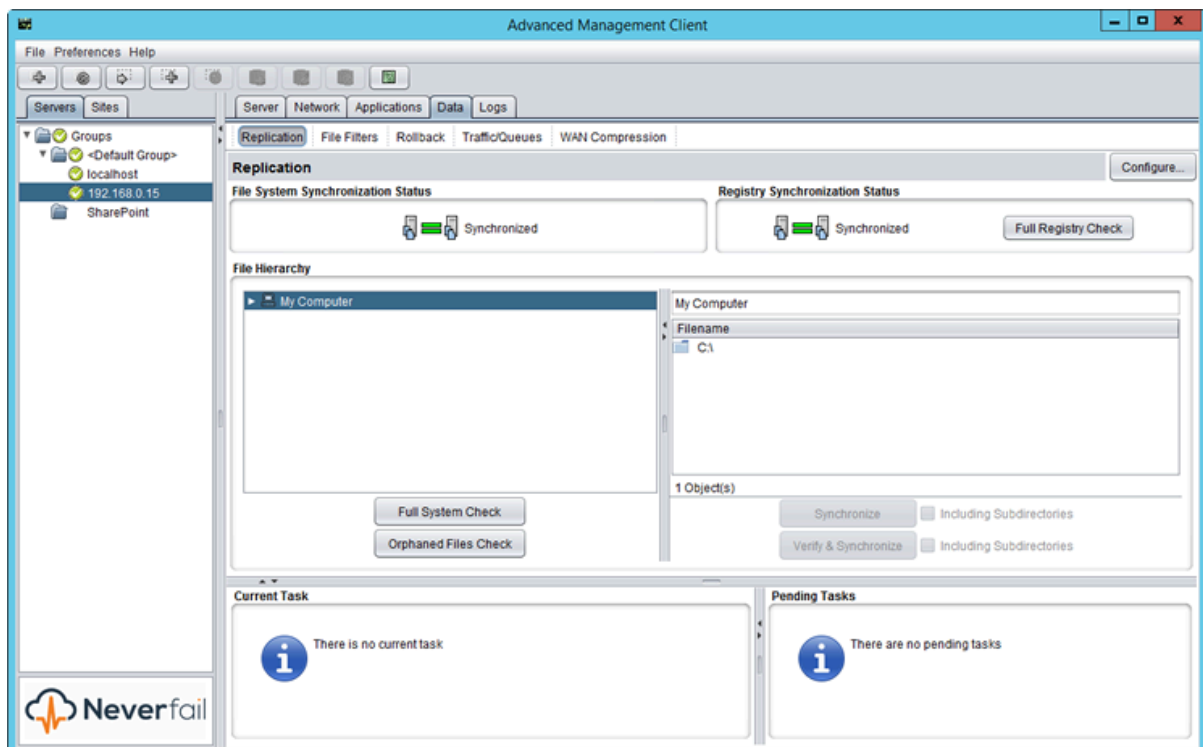 Advanced Management Client
File Preferences Help
Servers Sites
Groups
<Default Group>
localhost
192.168.0.15
SharePoint
Server Network Applications Data Logs
Replication File Filters Rollback Traffic/Queues WAN Compression
Replication Configure...
File System Synchronization Status
Synchronized
Registry Synchronization Status
Synchronized Full Registry Check
File Hierarchy
My Computer
Full System Check
Orphaned Files Check
My Computer
Filename
C:\
1 Object(s)
Synchronize Including Subdirectories
Verify & Synchronize Including Subdirectories
Current Task
There is no current task
Pending Tasks
There are no pending tasks
Neverfail